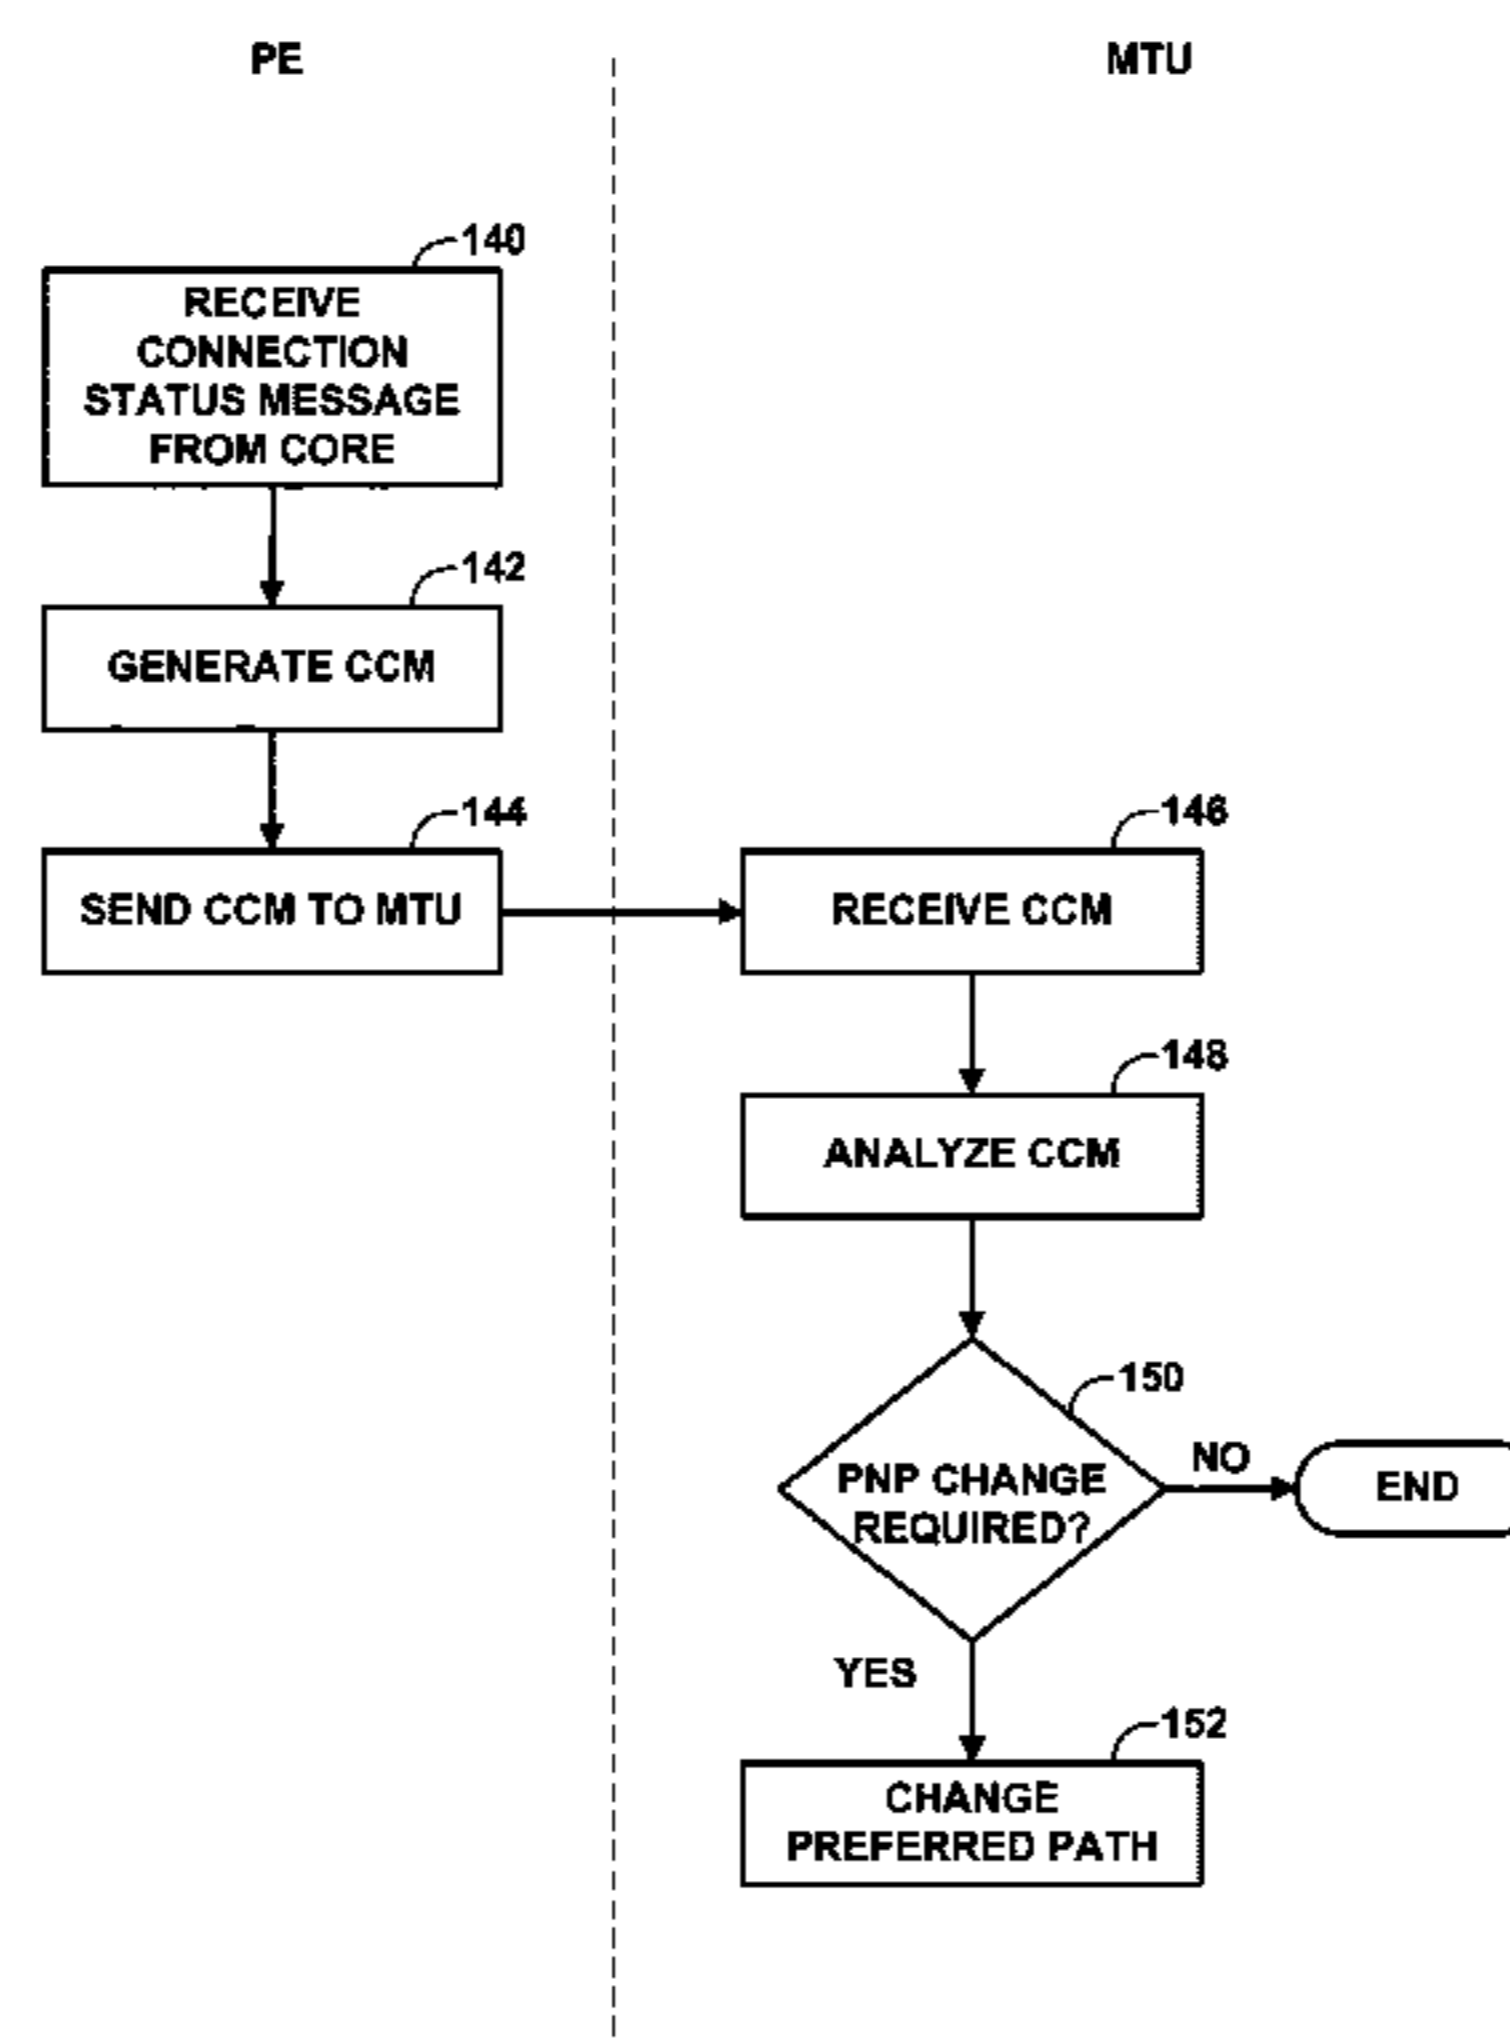 PE
MTU
140
RECEIVE
CONNECTION
STATUS MESSAGE
FROM CORE
142
GENERATE CCM
144
SEND CCM TO MTU
146
RECEIVE CCM
148
ANALYZE CCM
150
PNP CHANGE
REQUIRED?
NO
END
YES
152
CHANGE
PREFERRED PATH